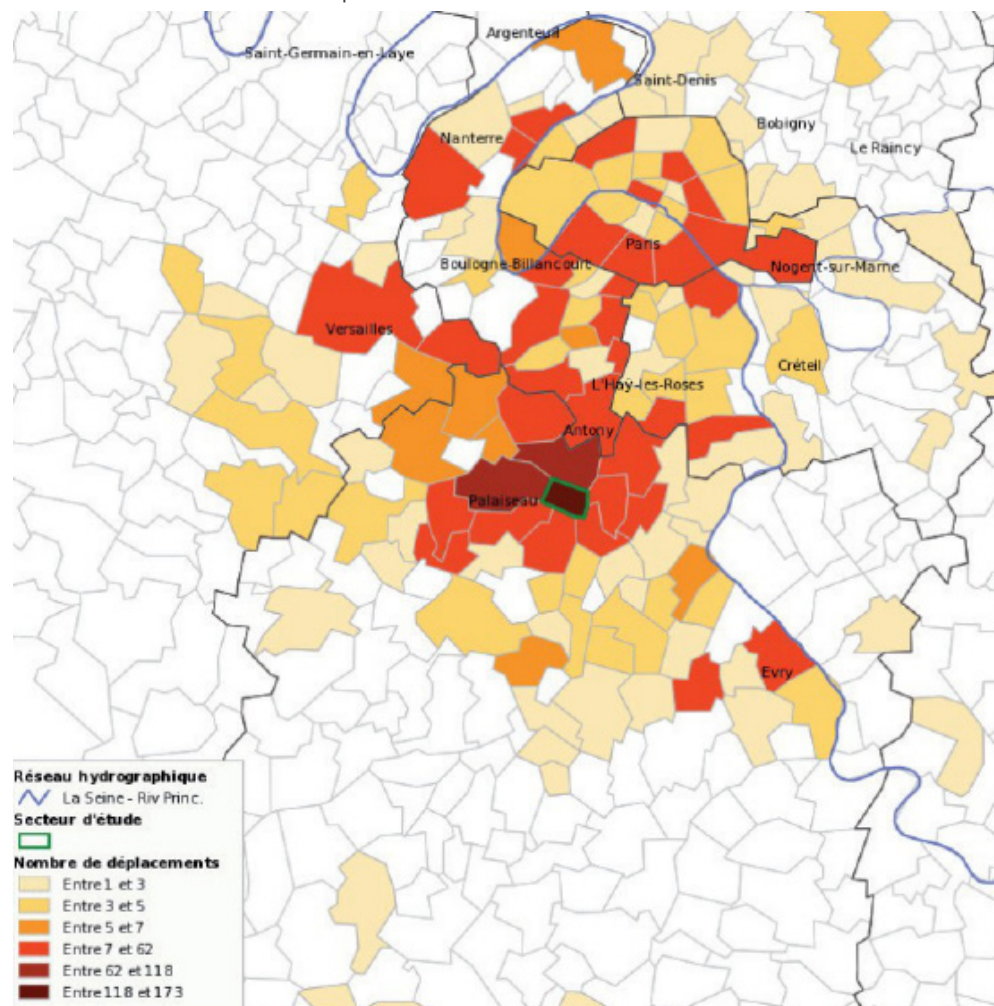 Argenteuil
Saint-Germain-en-Laye
Saint-Denis
Bobigny
Nanterre
Le Raincy
Paris
Boulogne-Billancourt
Nogent-sur-Marne
Versailles
Créteil
L'Haÿ-les-Roses
Antony
Palaiseau
Evry
Réseau hydrographique
La Seine - Riv Princ.
Secteur d'étude
Nombre de déplacements
Entre 1 et 3
Entre 3 et 5
Entre 5 et 7
Entre 7 et 62
Entre 62 et 118
Entre 118 et 173